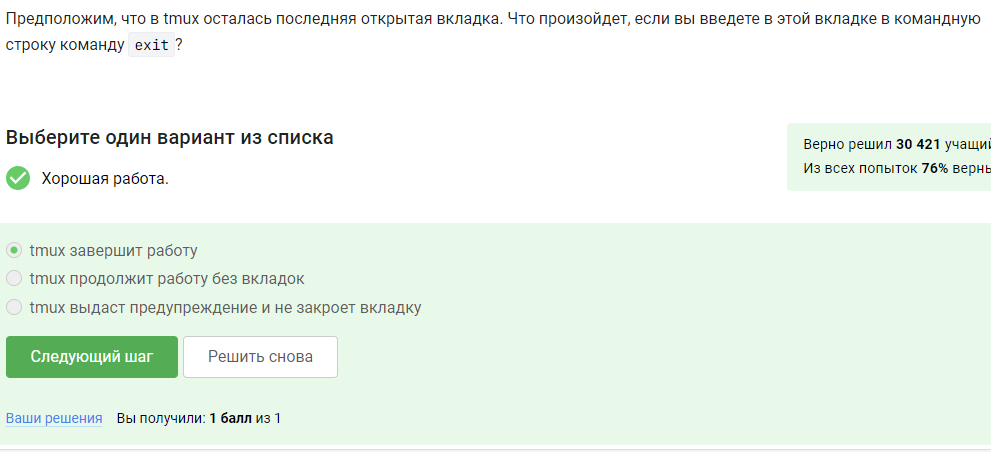 Предположим, что в tmux осталась последняя открытая вкладка. Что произойдет, если вы введете в этой вкладке в командную
строку команду exit ?
Выберите один вариант из списка
Хорошая работа.
Верно решил 30 421 учащий
Из всех попыток 76% верны
tmux завершит работу
tmux продолжит работу без вкладок
tmux выдаст предупреждение и не закроет вкладку
Следующий шаг
Решить снова
Ваши решения Вы получили: 1 балл из 1